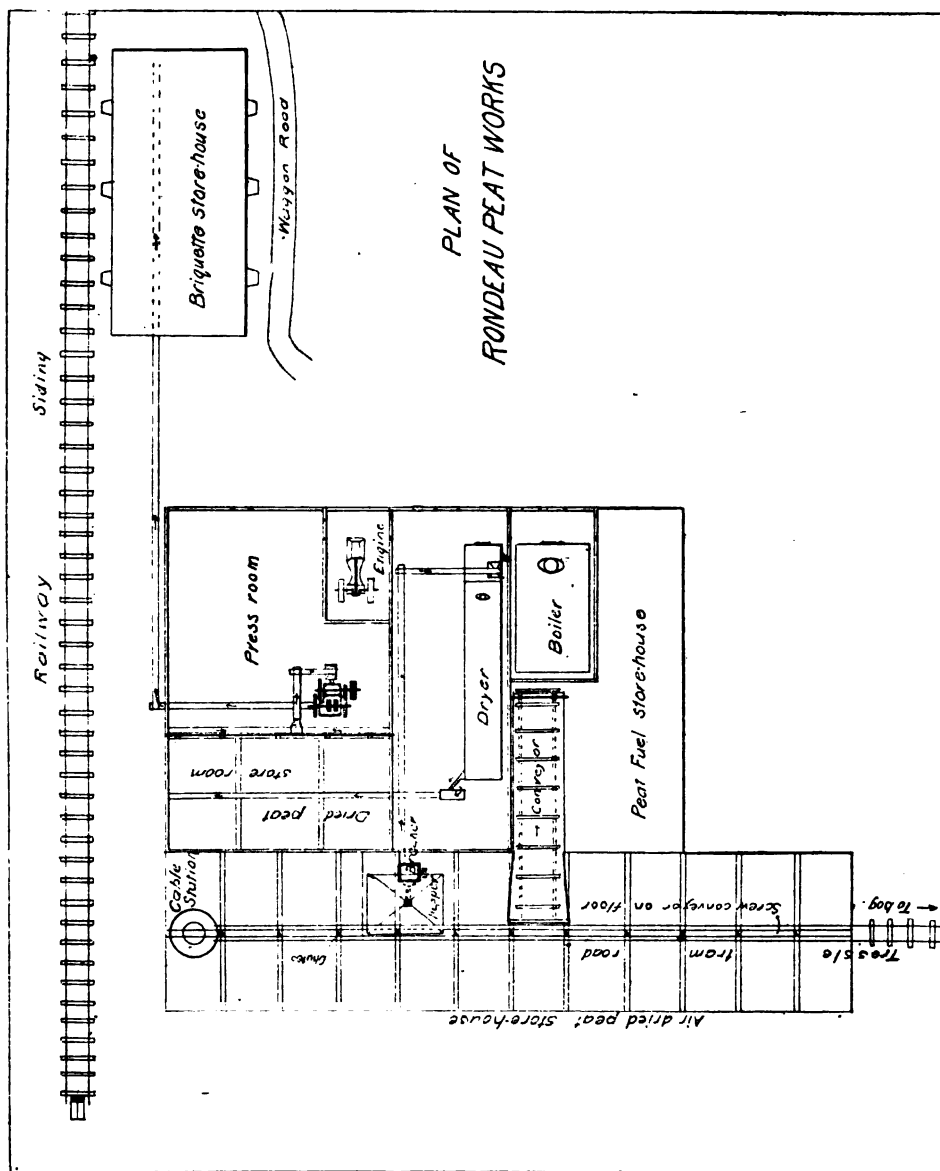 PLAN OF
RONDEAU PEAT WORKS
Railway Siding
Briquette store-house
Waggon Road
Press room
Engine
Dryer
Boiler
Peat Fuel Store-house
→ Conveyor
Dried peat store room
Cable
Station
Hopper
Chutes
Screw conveyor on floor
tram road
Tressle
To bog.
Air dried peat Store-house